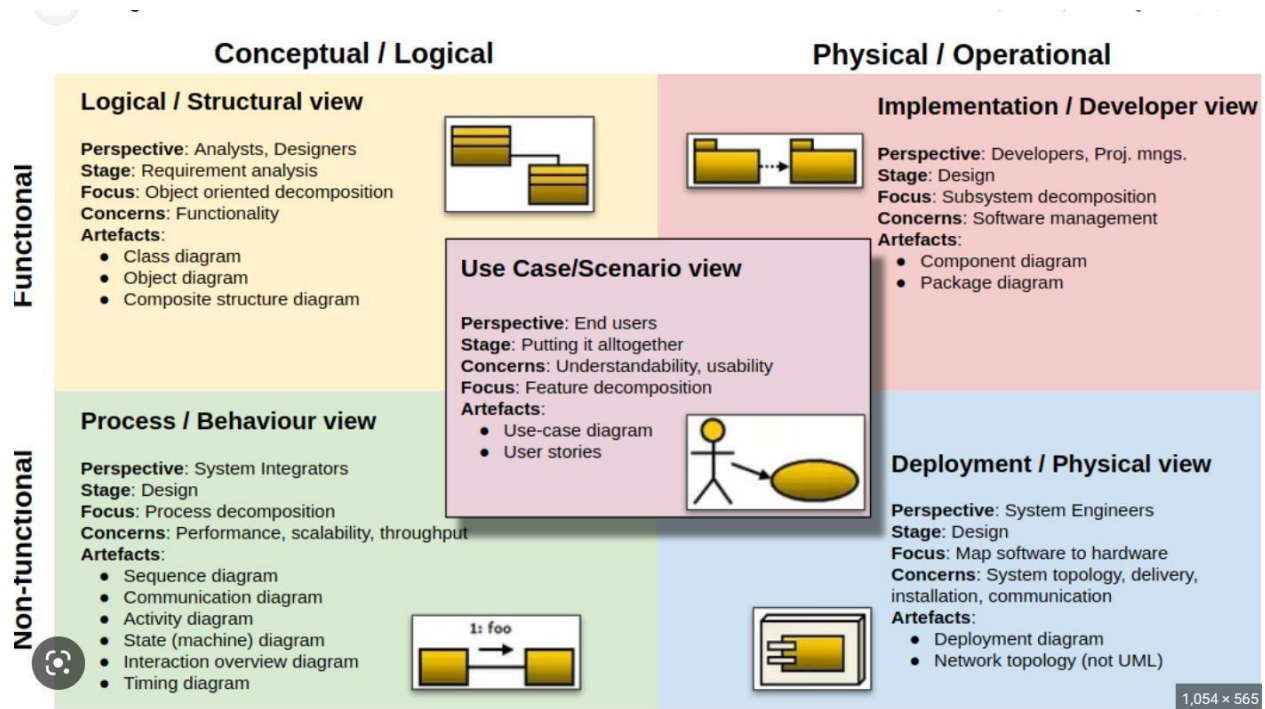 Conceptual / Logical
Physical / Operational
Functional
Non-functional
Logical / Structural view
Perspective: Analysts, Designers
Stage: Requirement analysis
Focus: Object oriented decomposition
Concerns: Functionality
Artefacts:
● Class diagram
● Object diagram
● Composite structure diagram
Implementation / Developer view
Perspective: Developers, Proj. mngs.
Stage: Design
Focus: Subsystem decomposition
Concerns: Software management
Artefacts:
● Component diagram
● Package diagram
Use Case/Scenario view
Perspective: End users
Stage: Putting it alltogether
Concerns: Understandability, usability
Focus: Feature decomposition
Artefacts:
● Use-case diagram
● User stories
Process / Behaviour view
Perspective: System Integrators
Stage: Design
Focus: Process decomposition
Concerns: Performance, scalability, throughput
Artefacts:
● Sequence diagram
● Communication diagram
● Activity diagram
● State (machine) diagram
● Interaction overview diagram
● Timing diagram
1: foo
Deployment / Physical view
Perspective: System Engineers
Stage: Design
Focus: Map software to hardware
Concerns: System topology, delivery,
installation, communication
Artefacts:
● Deployment diagram
● Network topology (not UML)
1,054 × 565